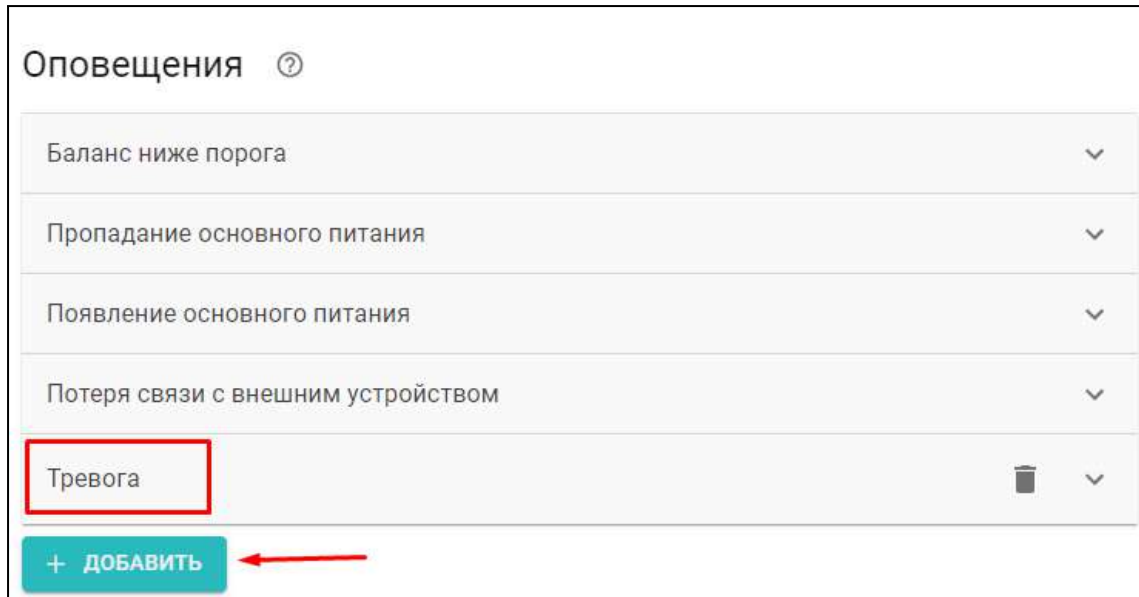 Оповещения ?
Баланс ниже порога
Пропадание основного питания
Появление основного питания
Потеря связи с внешним устройством
Тревога
+ ДОБАВИТЬ